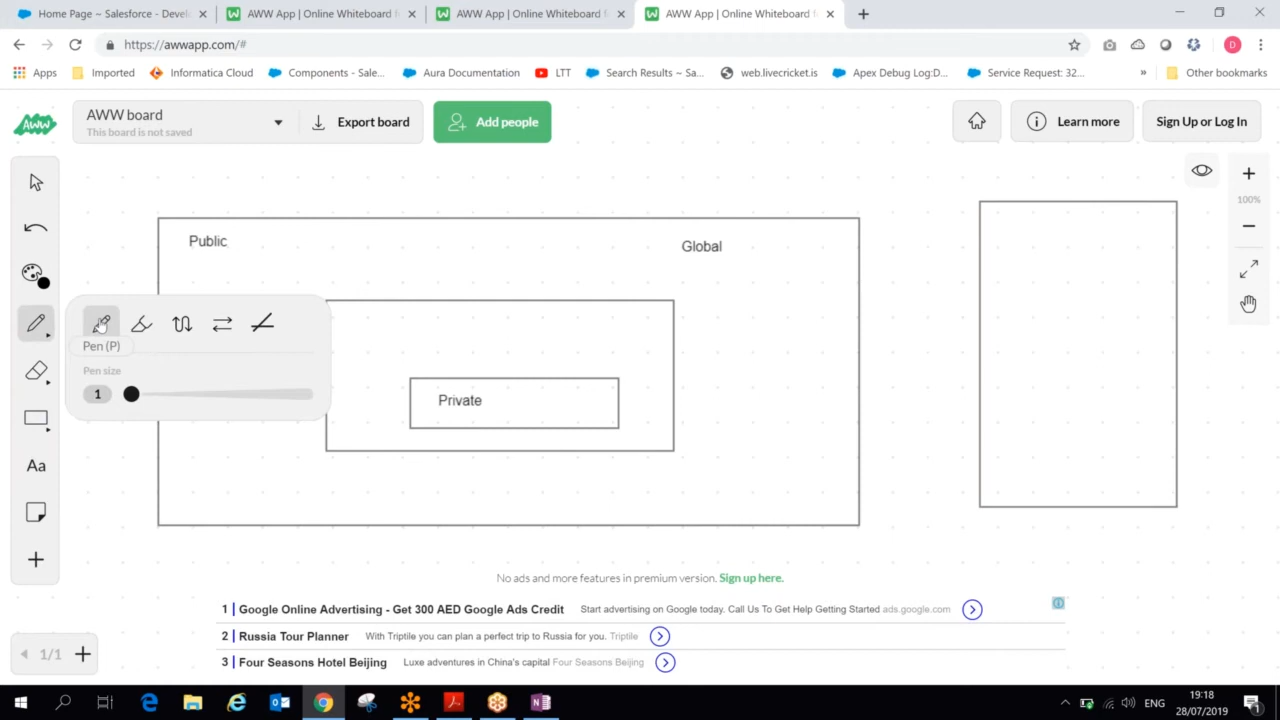 Home Page ~ Salesforce - Develo
AWW App | Online Whiteboard f
AWW App | Online Whiteboard f
AWW App | Online Whiteboard f
https://awwapp.com/#
Apps
Imported
Informatica Cloud
Components - Sale...
Aura Documentation
LTT
Search Results ~ Sa...
web.livecricket.is
Apex Debug Log:D...
Service Request: 32...
»
Other bookmarks
AWW
AWW board
This board is not saved
Export board
Add people
Learn more
Sign Up or Log In
100%
Public
Global
Pen (P)
Pen size
1
Private
Aa
No ads and more features in premium version. Sign up here.
1 Google Online Advertising - Get 300 AED Google Ads Credit Start advertising on Google today. Call Us To Get Help Getting Started ads.google.com
2 Russia Tour Planner With Triptile you can plan a perfect trip to Russia for you. Triptile
3 Four Seasons Hotel Beijing Luxe adventures in China's capital Four Seasons Beijing
1/1
ENG
19:18
28/07/2019